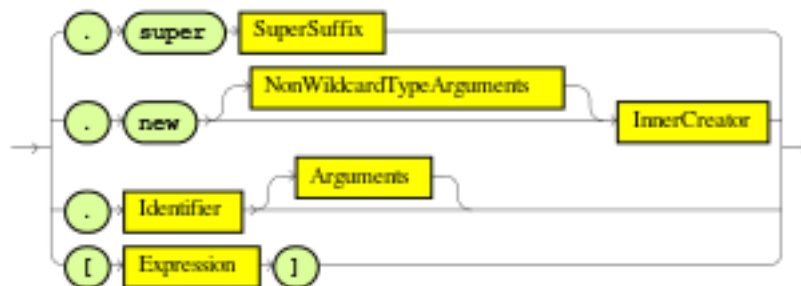 . super SuperSuffix
NonWildcardTypeArguments
. new InnerCreator
Arguments
. Identifier
[ Expression ]